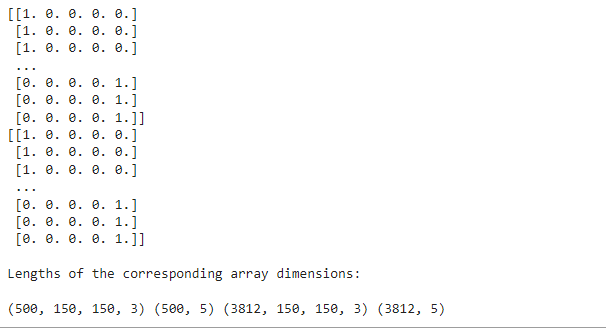 [[1. 0. 0. 0. 0.]
[1. 0. 0. 0. 0.]
[1. 0. 0. 0. 0.]
...
[0. 0. 0. 0. 1.]
[0. 0. 0. 0. 1.]
[0. 0. 0. 0. 1.]]
[[1. 0. 0. 0. 0.]
[1. 0. 0. 0. 0.]
[1. 0. 0. 0. 0.]
...
[0. 0. 0. 0. 1.]
[0. 0. 0. 0. 1.]
[0. 0. 0. 0. 1.]]
Lengths of the corresponding array dimensions:
(500, 150, 150, 3) (500, 5) (3812, 150, 150, 3) (3812, 5)